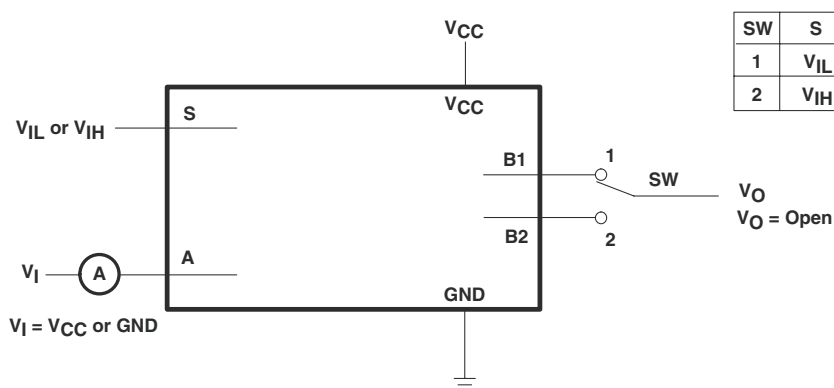 VCC
SW S
1 VIL
2 VIH
VCC
S
VIL or VIH
B1
1
SW
VO
VO = Open
B2
2
VI
A
A
GND
VI = VCC or GND